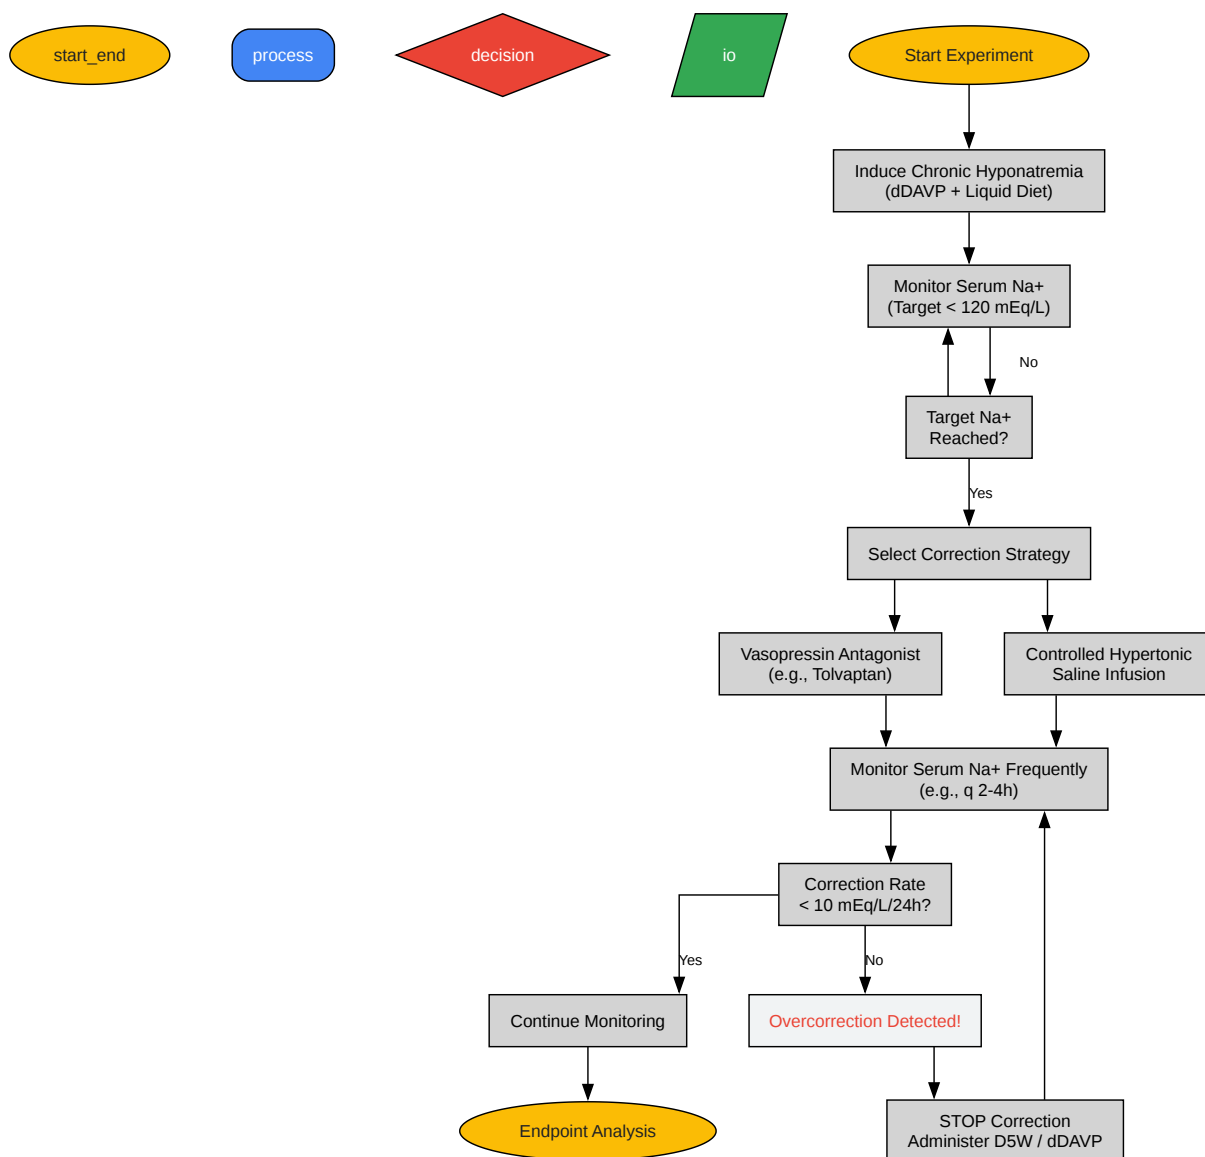 start_end
process
decision
io
Start Experiment
Induce Chronic Hyponatremia
(dDAVP + Liquid Diet)
Monitor Serum Na+
(Target < 120 mEq/L)
No
Target Na+
Reached?
Yes
Select Correction Strategy
Vasopressin Antagonist
(e.g., Tolvaptan)
Controlled Hypertonic
Saline Infusion
Monitor Serum Na+ Frequently
(e.g., q 2-4h)
Correction Rate
< 10 mEq/L/24h?
Yes
No
Continue Monitoring
Overcorrection Detected!
Endpoint Analysis
STOP Correction
Administer D5W / dDAVP